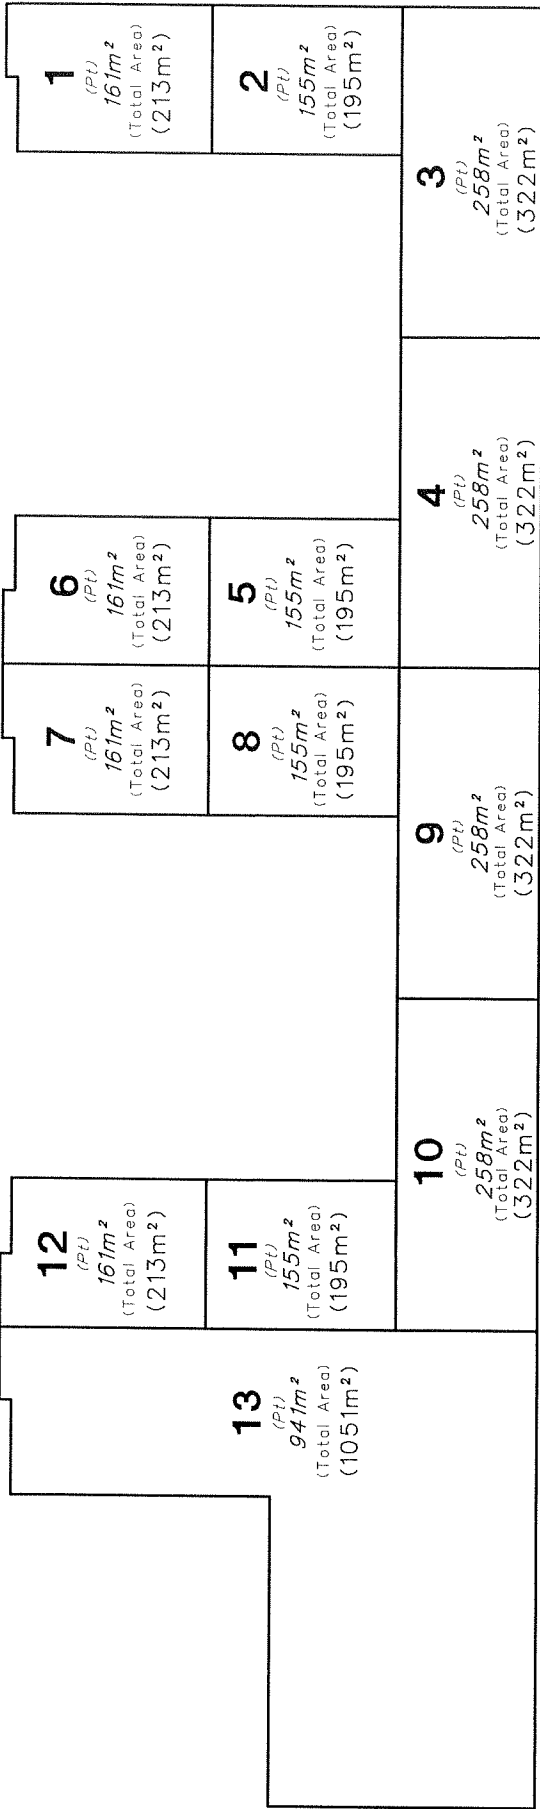 1
(Pt)
161m²
(Total Area)
(213m²)
2
(Pt)
155m²
(Total Area)
(195m²)
3
(Pt)
258m²
(Total Area)
(322m²)
4
(Pt)
258m²
(Total Area)
(322m²)
5
(Pt)
155m²
(Total Area)
(195m²)
6
(Pt)
161m²
(Total Area)
(213m²)
7
(Pt)
161m²
(Total Area)
(213m²)
8
(Pt)
155m²
(Total Area)
(195m²)
9
(Pt)
258m²
(Total Area)
(322m²)
10
(Pt)
258m²
(Total Area)
(322m²)
11
(Pt)
155m²
(Total Area)
(195m²)
12
(Pt)
161m²
(Total Area)
(213m²)
13
(Pt)
941m²
(Total Area)
(1051m²)